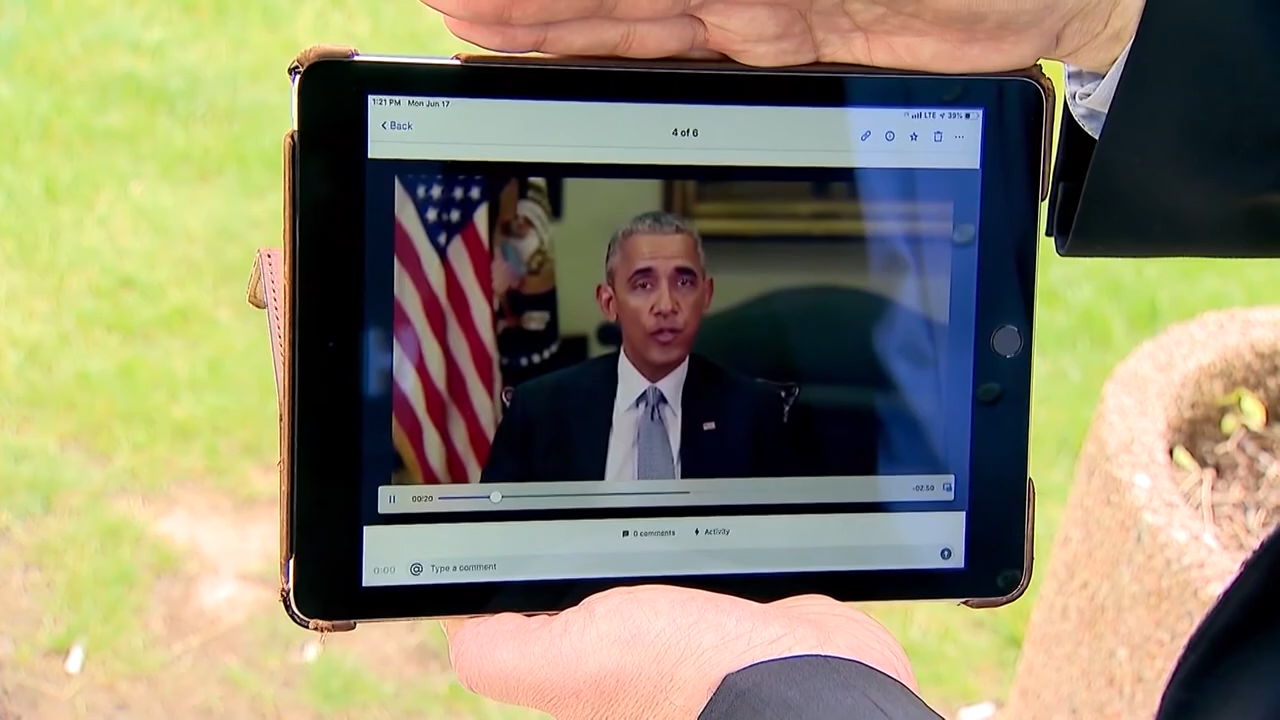 1:21 PM Mon Jun 17
LTE 39%
Back
4 of 6
00:20
-02:50
0 comments
Activity
0:00
@ Type a comment